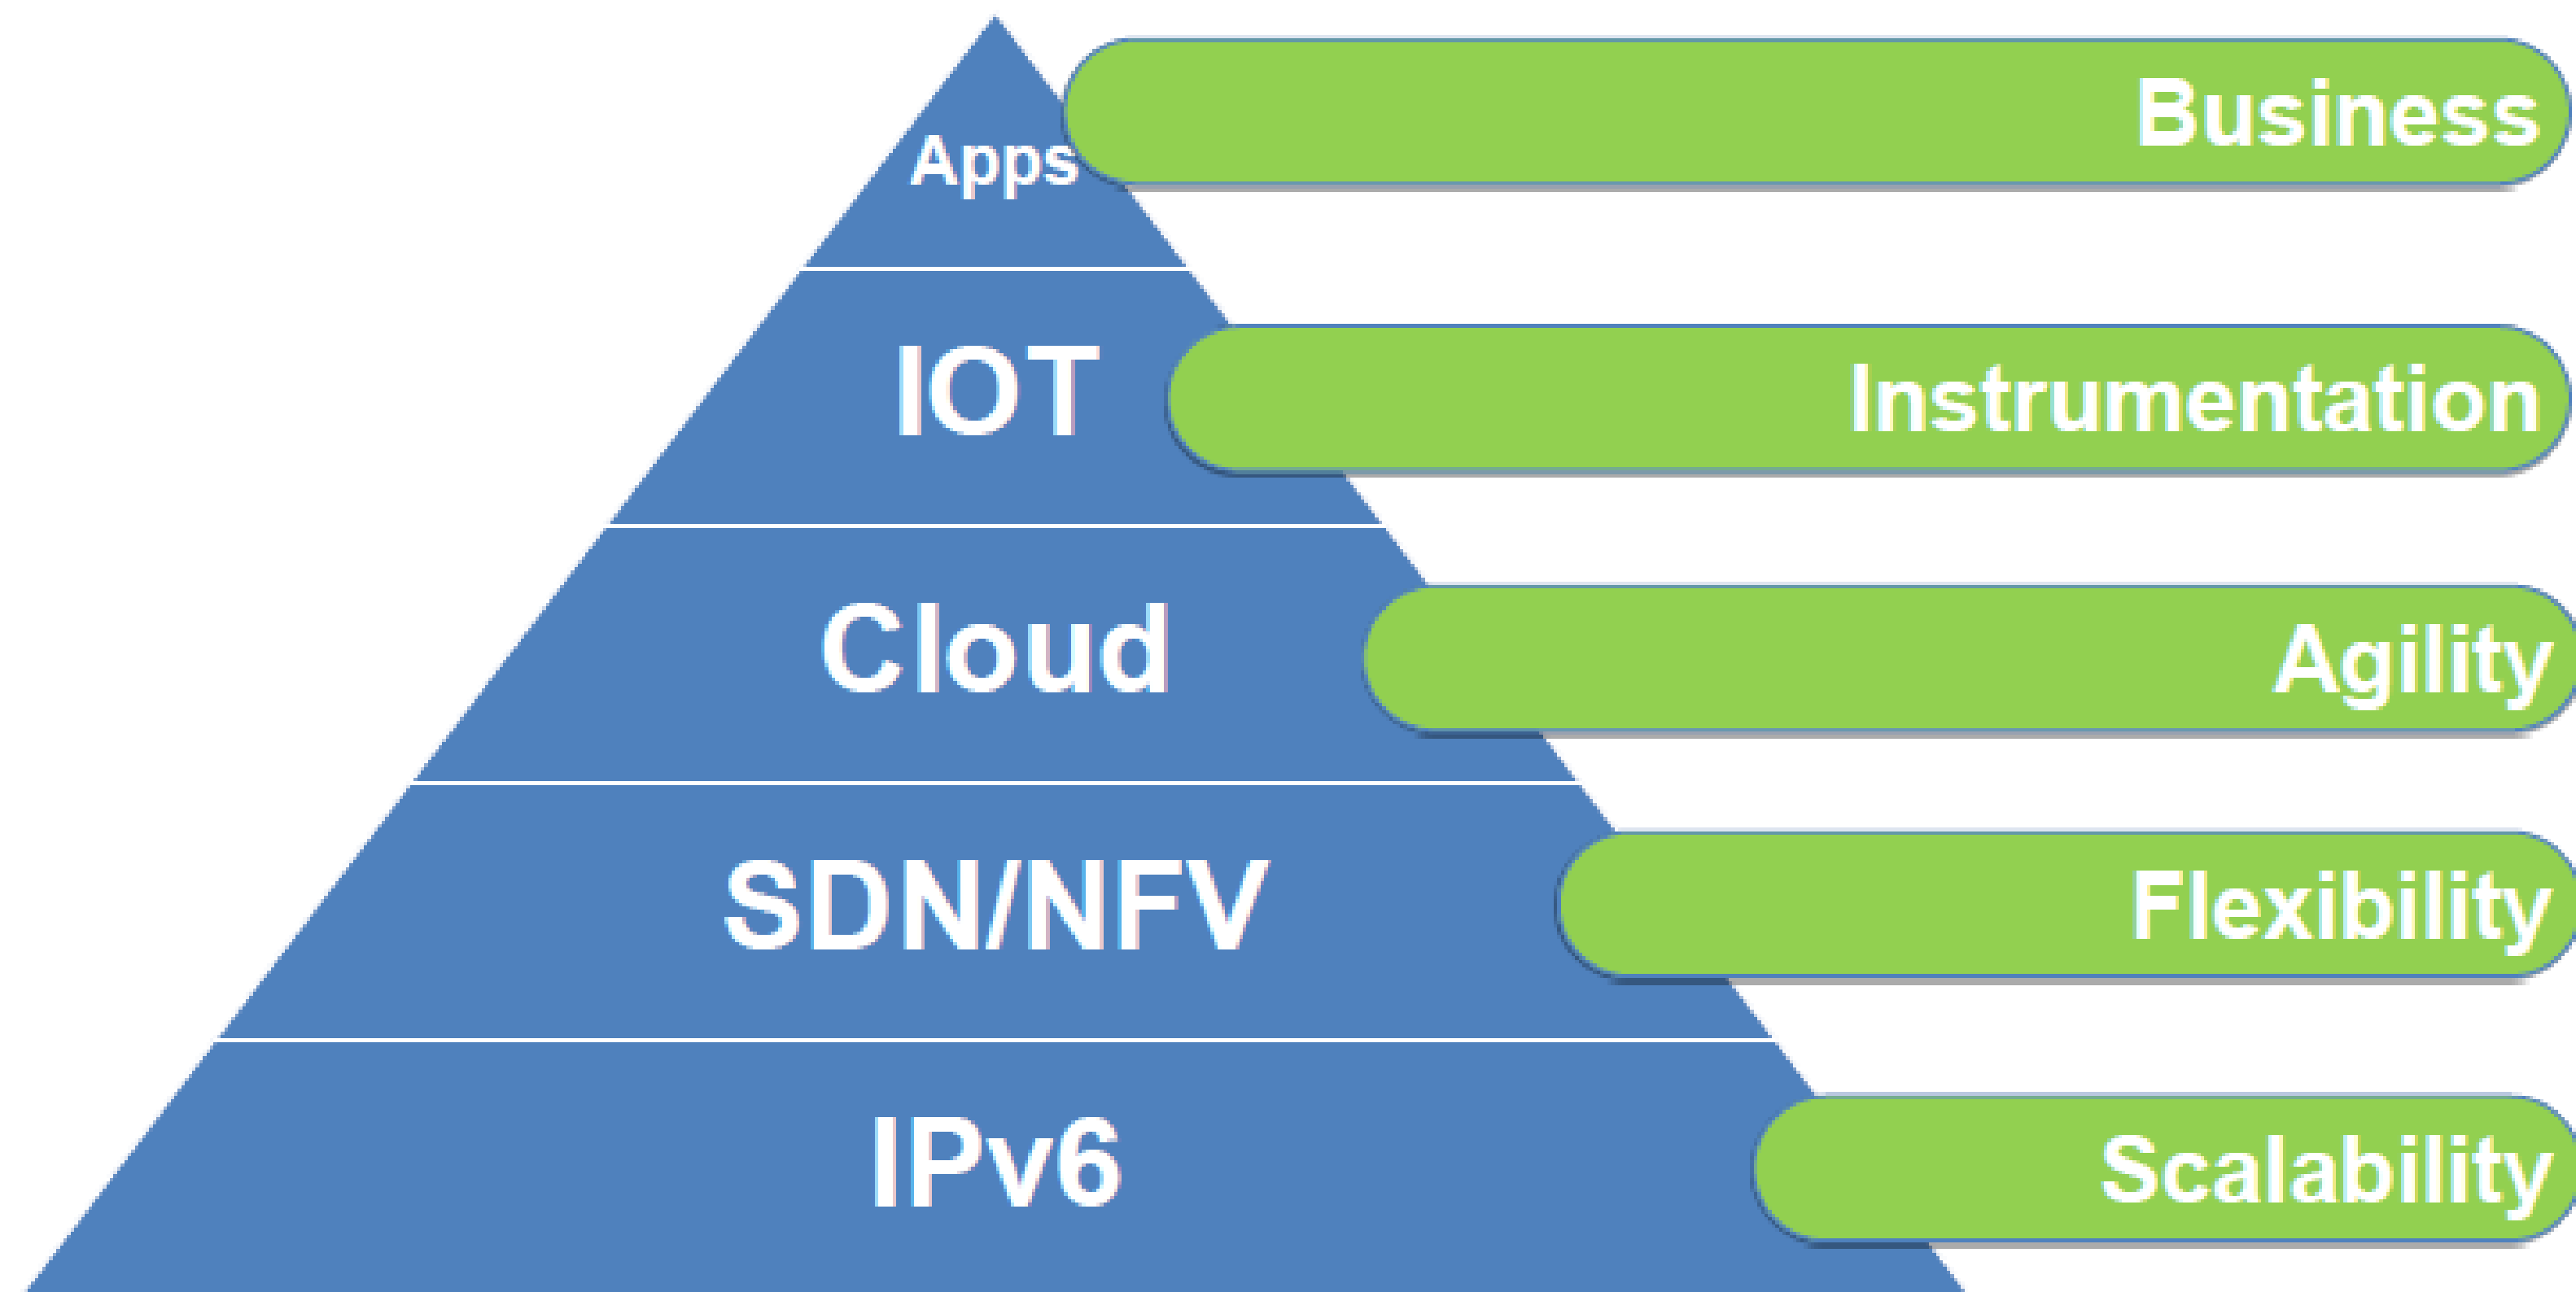 Apps
Business
IOT
Instrumentation
Cloud
Agility
SDN/NFV
Flexibility
IPv6
Scalability